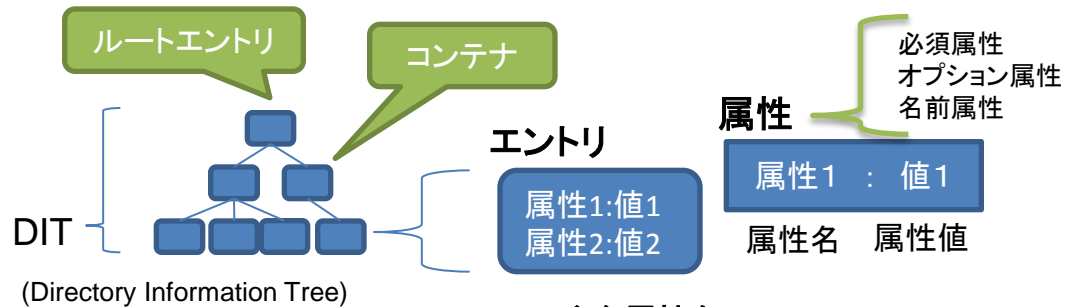 ルートエントリ
コンテナ
必須属性
オプション属性
名前属性
属性
エントリ
属性1:値1
属性2:値2
属性1 : 値1
属性名 属性値
DIT
(Directory Information Tree)